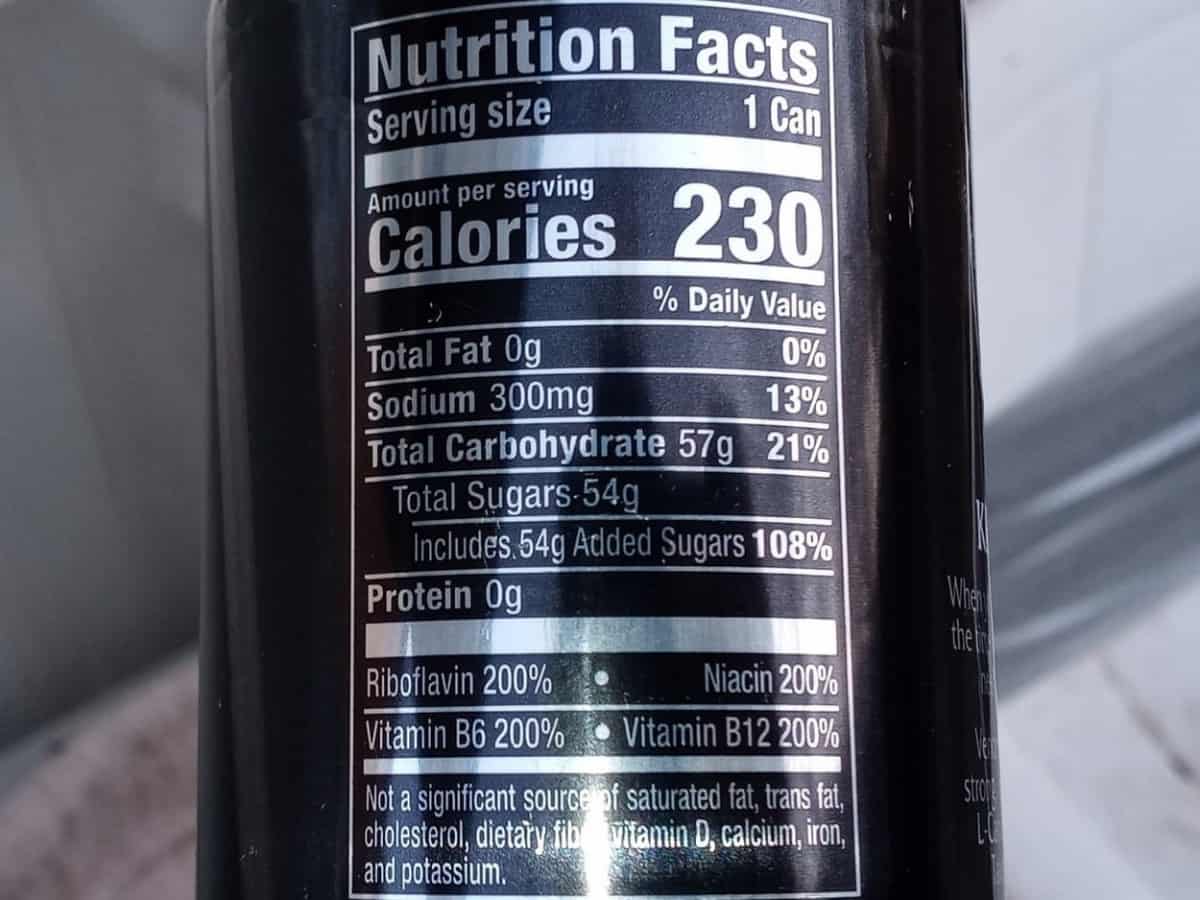 Nutrition Facts
Serving size 1 Can
Amount per serving
Calories 230
% Daily Value
Total Fat 0g 0%
Sodium 300mg 13%
Total Carbohydrate 57g 21%
Total Sugars 54g
Includes 54g Added Sugars 108%
Protein 0g
Riboflavin 200% • Niacin 200%
Vitamin B6 200% • Vitamin B12 200%
Not a significant source of saturated fat, trans fat,
cholesterol, dietary vitamin D, calcium, iron,
and potassium.
When
the